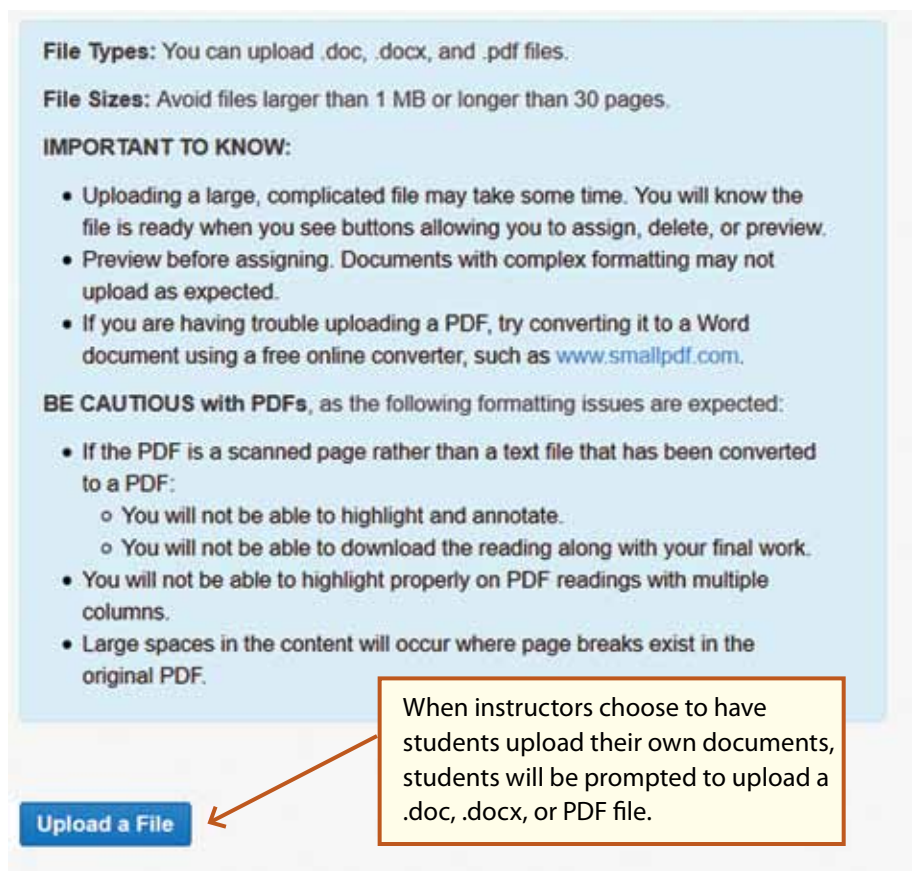 File Types: You can upload .doc, .docx, and .pdf files.
File Sizes: Avoid files larger than 1 MB or longer than 30 pages.
IMPORTANT TO KNOW:
• Uploading a large, complicated file may take some time. You will know the
file is ready when you see buttons allowing you to assign, delete, or preview.
• Preview before assigning. Documents with complex formatting may not
upload as expected.
• If you are having trouble uploading a PDF, try converting it to a Word
document using a free online converter, such as www.smallpdf.com.
BE CAUTIOUS with PDFs, as the following formatting issues are expected:
• If the PDF is a scanned page rather than a text file that has been converted
to a PDF:
o You will not be able to highlight and annotate.
o You will not be able to download the reading along with your final work.
• You will not be able to highlight properly on PDF readings with multiple
columns.
• Large spaces in the content will occur where page breaks exist in the
original PDF.
When instructors choose to have
students upload their own documents,
students will be prompted to upload a
.doc, .docx, or PDF file.
Upload a File